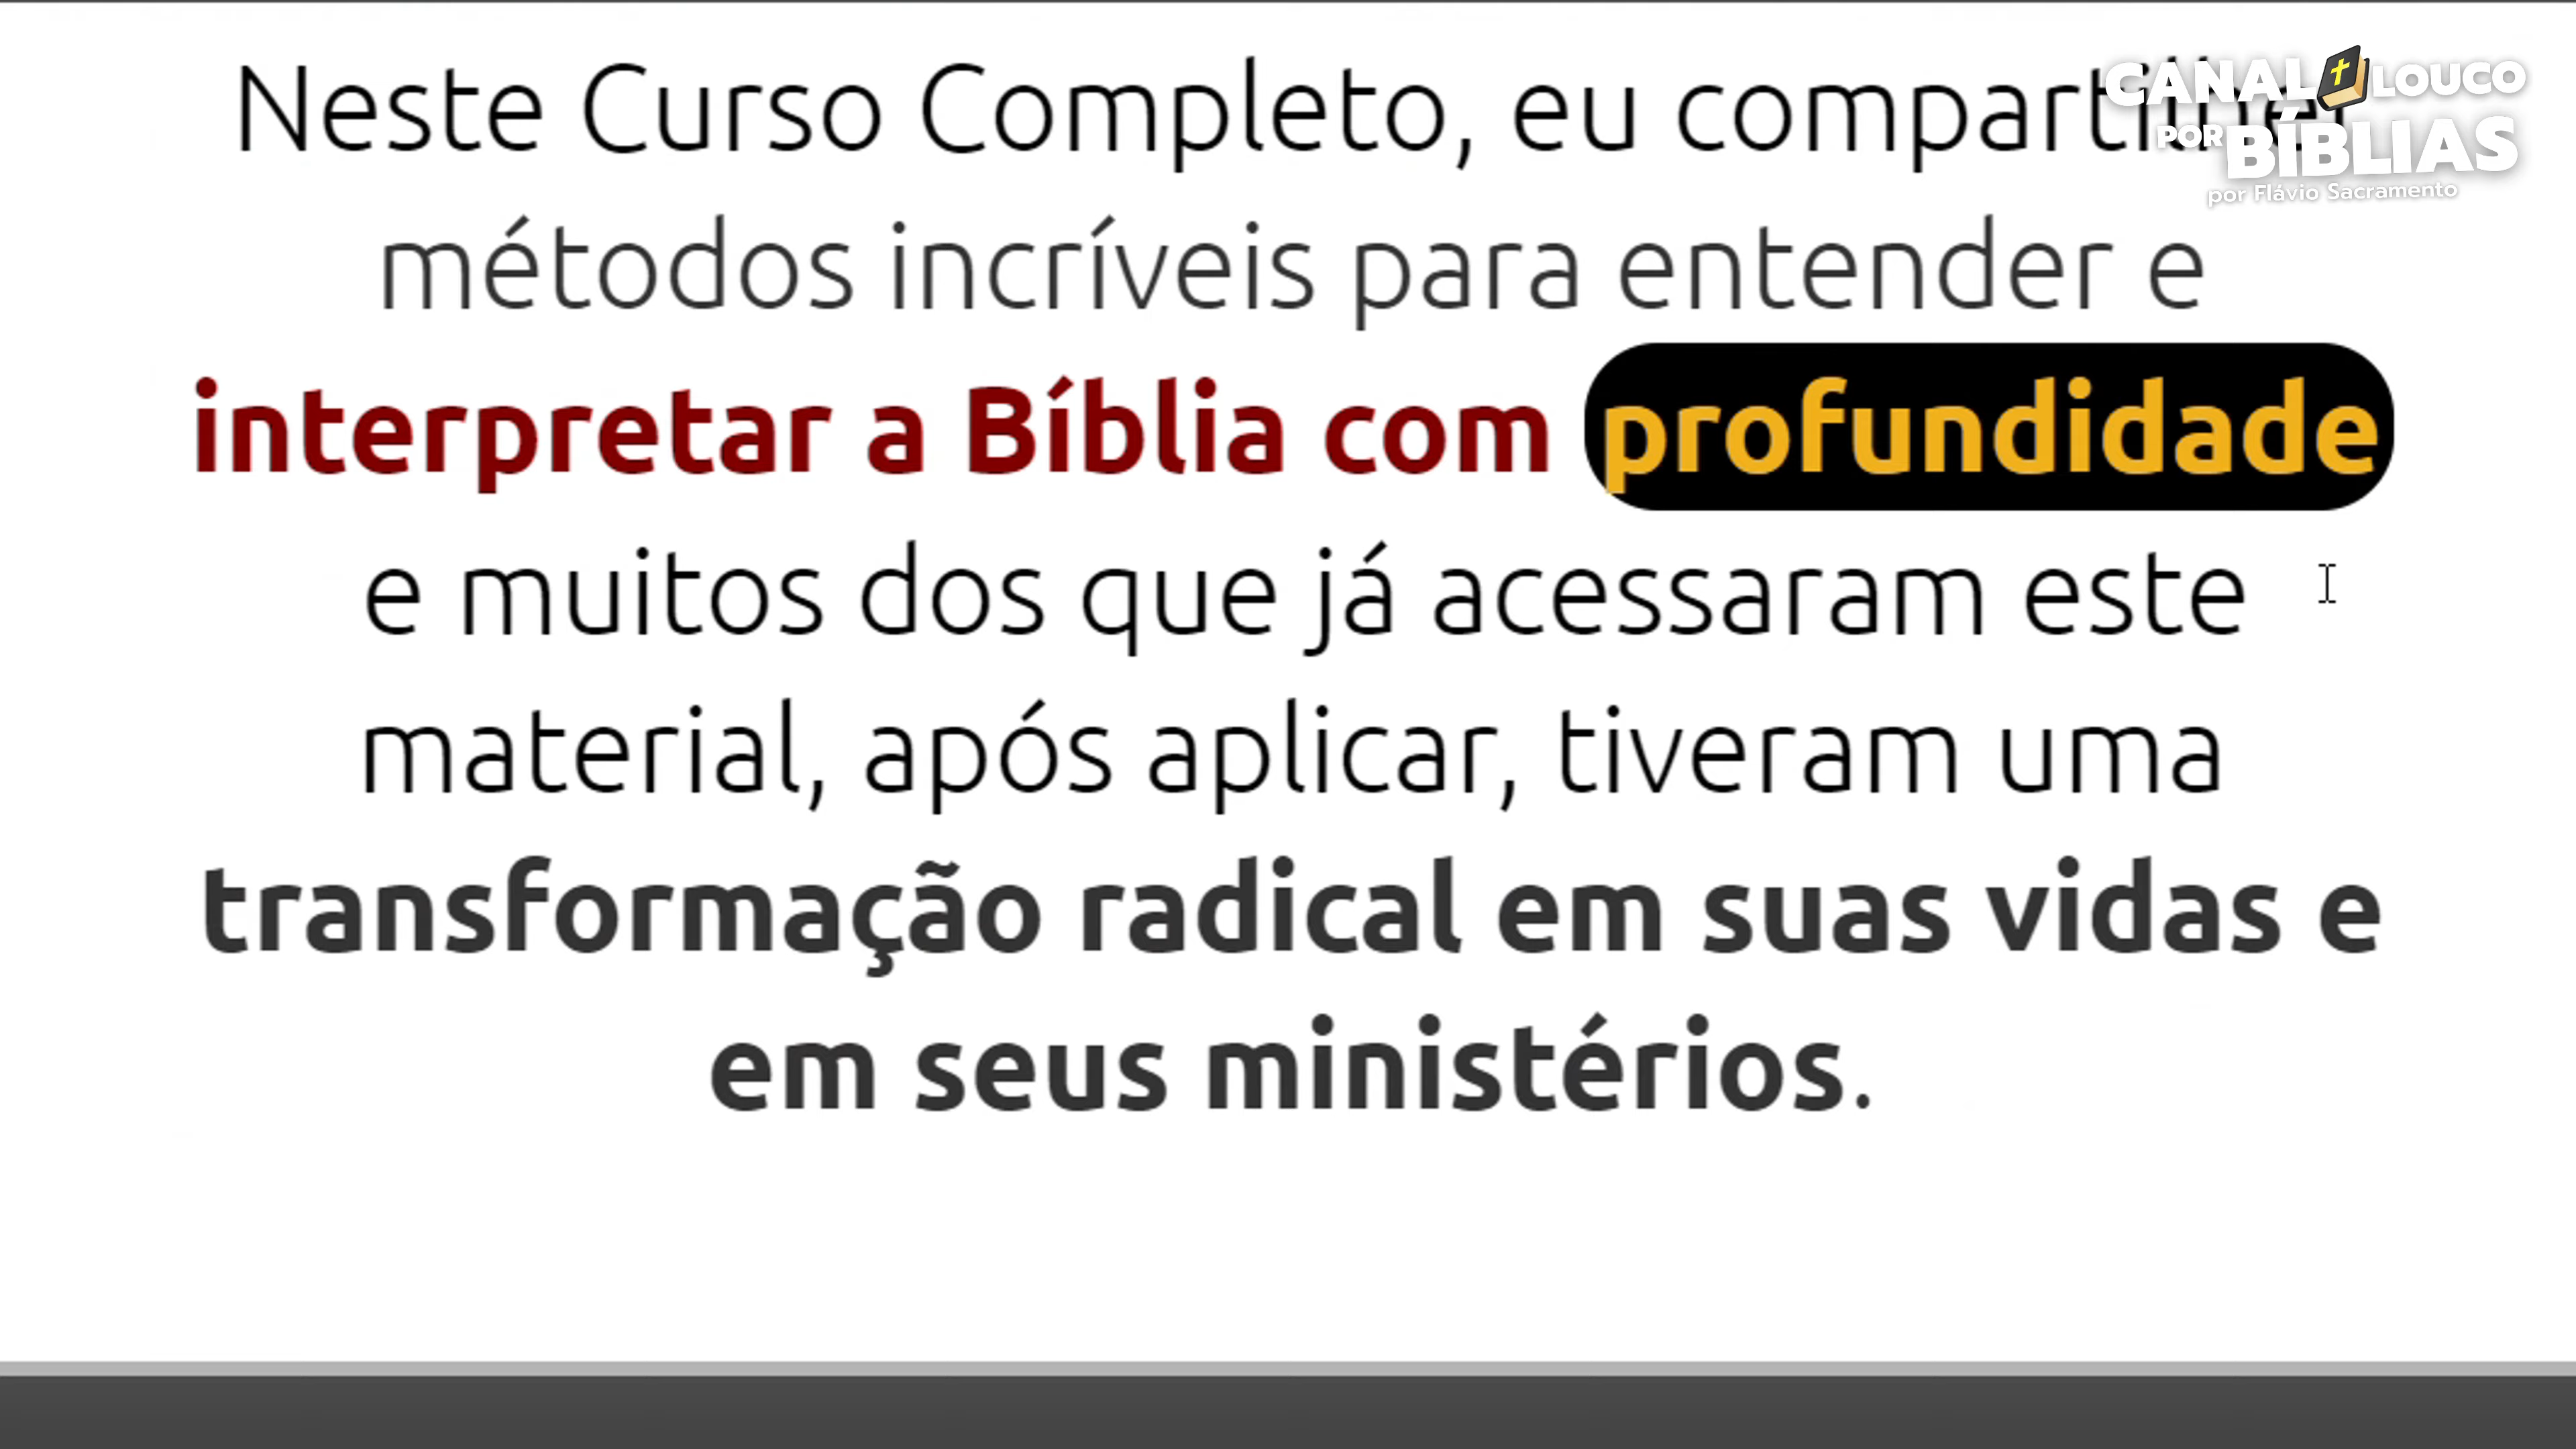 Neste Curso Completo, eu compartilhei
métodos incríveis para entender e
interpretar a Bíblia com profundidade
e muitos dos que já acessaram este
material, após aplicar, tiveram uma
transformação radical em suas vidas e
em seus ministérios.
CANAL LOUCO
POR BÍBLIAS
por Flávio Sacramento